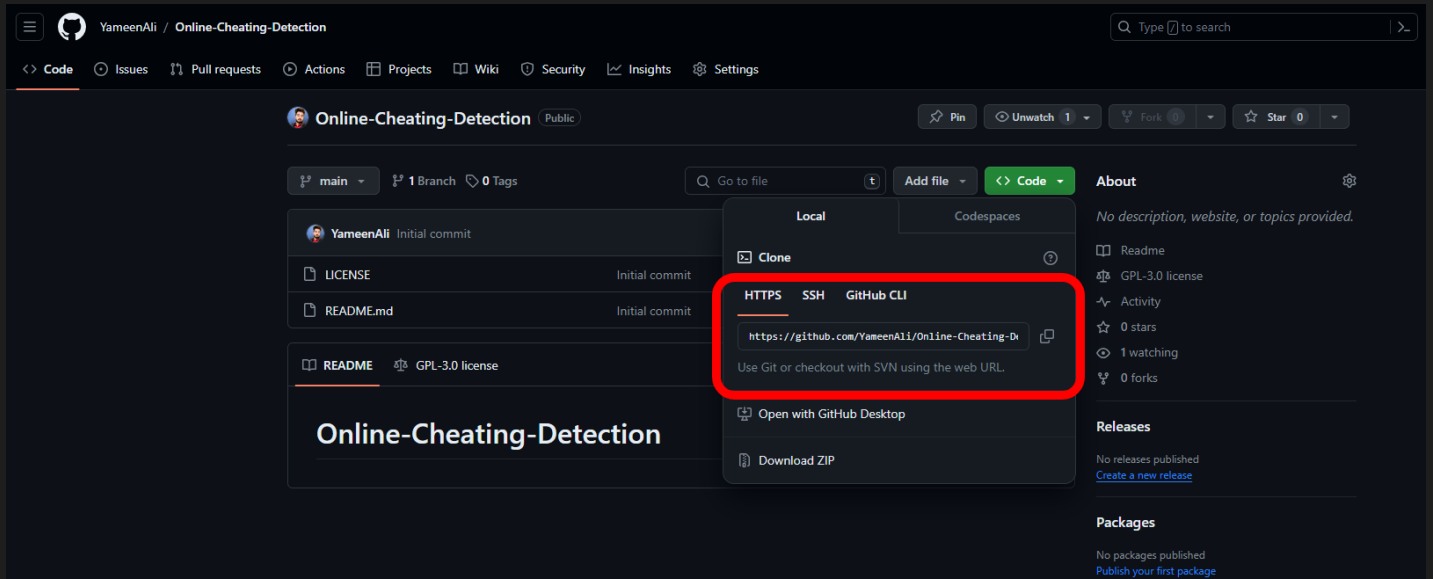 YameenAli / Online-Cheating-Detection
Type / to search
Code Issues Pull requests Actions Projects Wiki Security Insights Settings
Online-Cheating-Detection Public
Pin Unwatch 1 Fork 0 Star 0
main 1 Branch 0 Tags Go to file t Add file Code
YameenAli Initial commit
LICENSE Initial commit
README.md Initial commit
README GPL-3.0 license
Online-Cheating-Detection
Local Codespaces
Clone
HTTPS SSH GitHub CLI
https://github.com/YameenAli/Online-Cheating-De
Use Git or checkout with SVN using the web URL.
Open with GitHub Desktop
Download ZIP
About
No description, website, or topics provided.
Readme
GPL-3.0 license
Activity
0 stars
1 watching
0 forks
Releases
No releases published
Create a new release
Packages
No packages published
Publish your first package